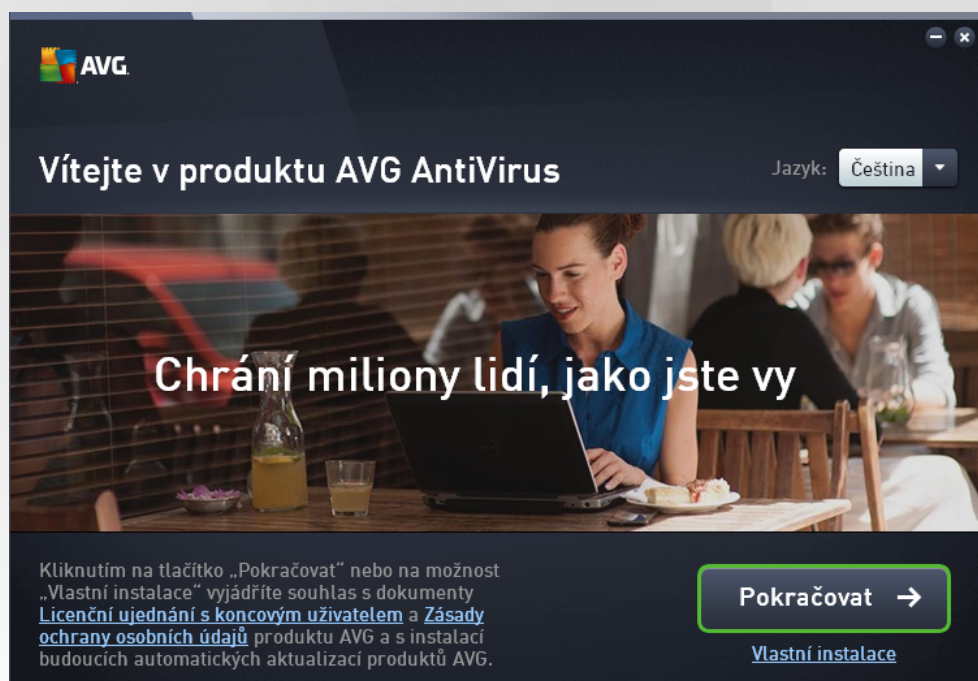 AVG
Vítejte v produktu AVG AntiVirus
Jazyk: Čeština
Chrání miliony lidí, jako jste vy
Kliknutím na tlačítko „Pokračovat“ nebo na možnost
„Vlastní instalace“ vyjádříte souhlas s dokumenty
Licenční ujednání s koncovým uživatelem a Zásady
ochrany osobních údajů produktu AVG a s instalací
budoucích automatických aktualizací produktů AVG.
Pokračovat →
Vlastní instalace